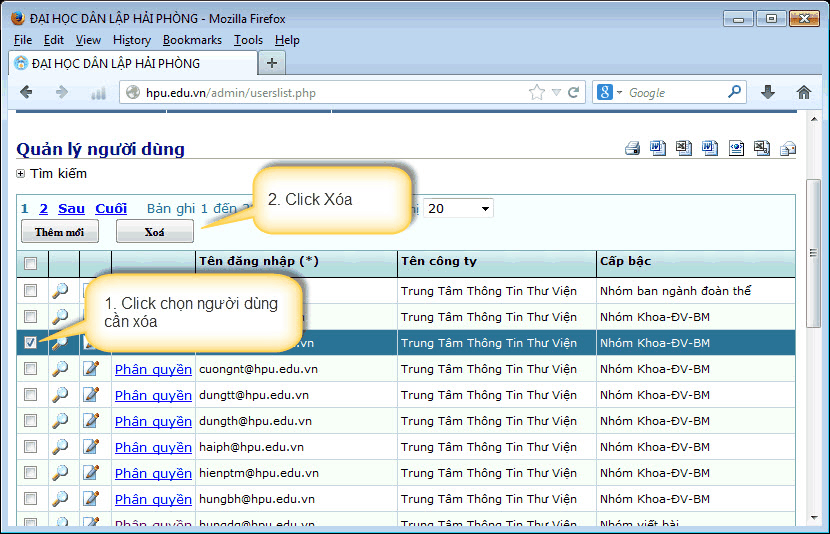 ĐẠI HỌC DÂN LẬP HẢI PHÒNG - Mozilla Firefox
File Edit View History Bookmarks Tools Help
ĐẠI HỌC DÂN LẬP HẢI PHÒNG
hpu.edu.vn/admin/userslist.php
Google
Quản lý người dùng
Tìm kiếm
1 2 Sau Cuối Bản ghi 1 đến
20
2. Click Xóa
Thêm mới Xoá
Tên đăng nhập (*) Tên công ty Cấp bậc
Trung Tâm Thông Tin Thư Viện Nhóm ban ngành đoàn thể
1. Click chọn người dùng
cần xóa
Trung Tâm Thông Tin Thư Viện Nhóm Khoa-ĐV-BM
.vn Trung Tâm Thông Tin Thư Viện Nhóm Khoa-ĐV-BM
Phân quyền cuongnt@hpu.edu.vn Trung Tâm Thông Tin Thư Viện Nhóm Khoa-ĐV-BM
Phân quyền dungtt@hpu.edu.vn Trung Tâm Thông Tin Thư Viện Nhóm Khoa-ĐV-BM
Phân quyền dungth@hpu.edu.vn Trung Tâm Thông Tin Thư Viện Nhóm Khoa-ĐV-BM
Phân quyền haiph@hpu.edu.vn Trung Tâm Thông Tin Thư Viện Nhóm Khoa-ĐV-BM
Phân quyền hienptm@hpu.edu.vn Trung Tâm Thông Tin Thư Viện Nhóm Khoa-ĐV-BM
Phân quyền hungbh@hpu.edu.vn Trung Tâm Thông Tin Thư Viện Nhóm Khoa-ĐV-BM
Phân quyền hungdg@hpu.edu.vn Trung Tâm Thông Tin Thư Viện Nhóm viết bài